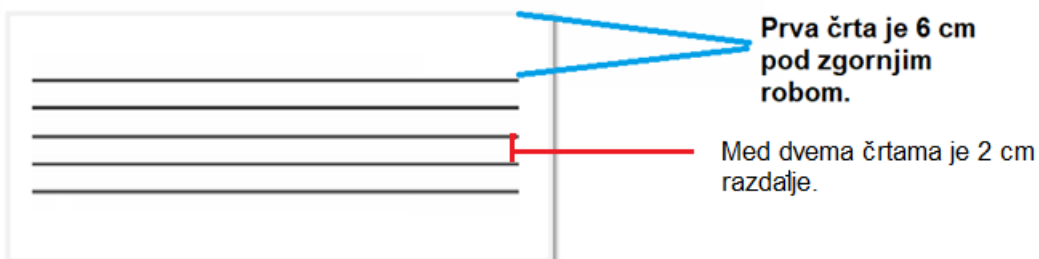 Prva črta je 6 cm
pod zgornjim
robom.
Med dvema črtama je 2 cm
razdalje.